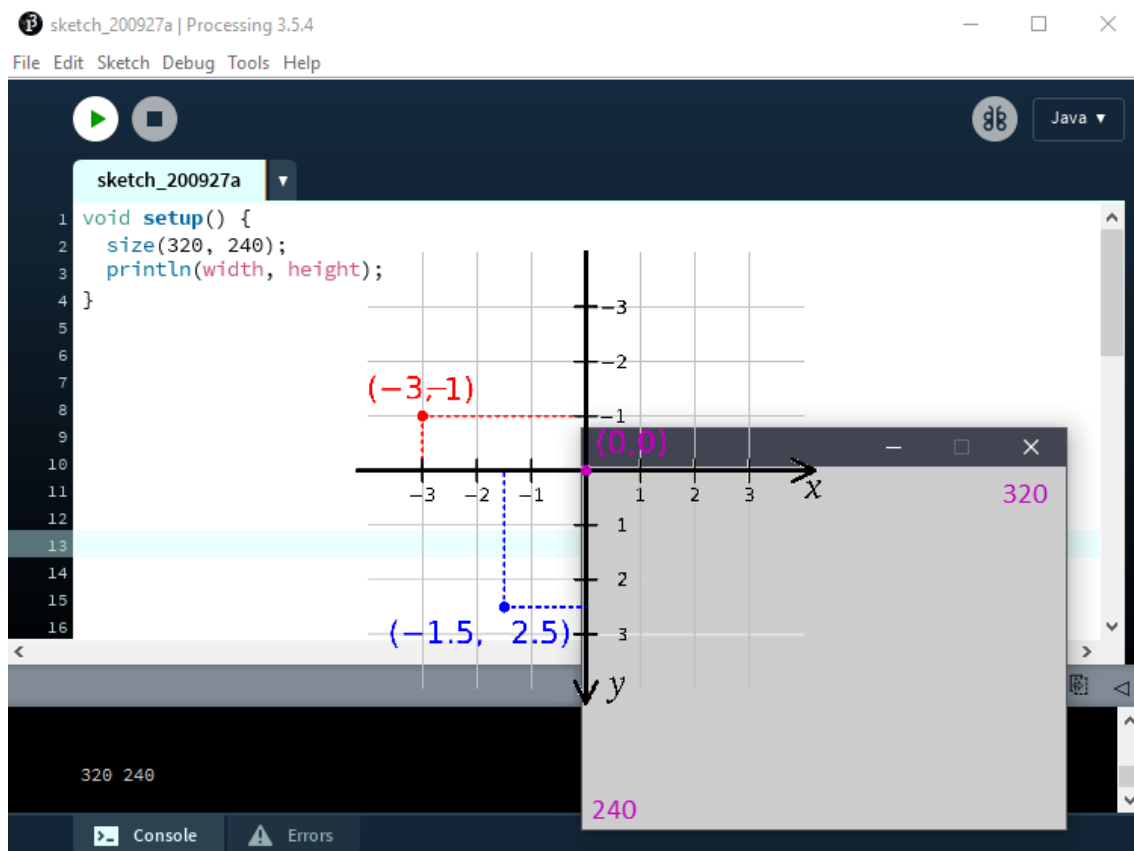 sketch_200927a | Processing 3.5.4
File Edit Sketch Debug Tools Help
Java ▼
sketch_200927a ▼
1 void setup() {
2 size(320, 240);
3 println(width, height);
4 }
5
6
7
8
9
10
11
12
13
14
15
16
−3
−2
(−3,−1)
−1
(0,0)
−3 −2 −1 1 2 3 x
320
1
2
(−1.5, 2.5)
3
y
320 240
240
>_ Console Errors